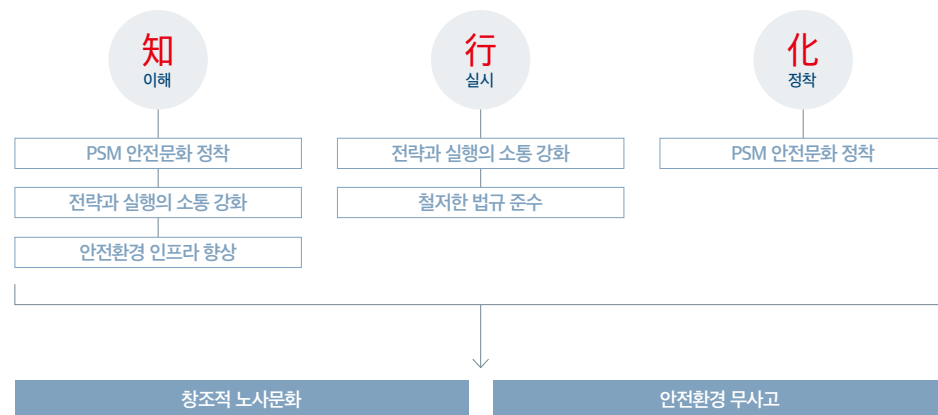 知
이해
PSM 안전문화 정착
전략과 실행의 소통 강화
안전환경 인프라 향상
行
실시
전략과 실행의 소통 강화
철저한 법규 준수
化
정착
PSM 안전문화 정착
창조적 노사문화
안전환경 무사고